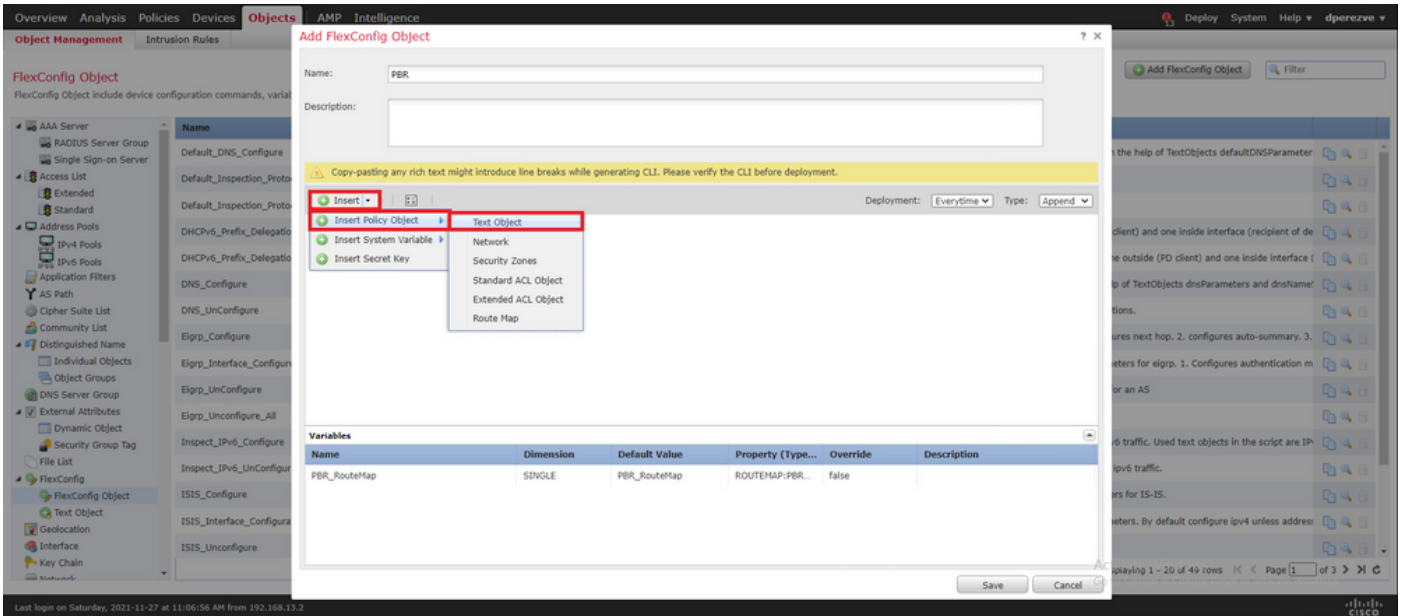 Overview Analysis Policies Devices Objects AMP Intelligence
13 Deploy System Help dperezve
Object Management Intrusion Rules
Add FlexConfig Object
FlexConfig Object
FlexConfig Object include device configuration commands, variat
Add FlexConfig Object Filter
Name: PBR
Description:
Copy-pasting any rich text might introduce line breaks while generating CLI. Please verify the CLI before deployment.
Insert
Deployment: Everytime Type: Append
Insert Policy Object
Insert System Variable
Insert Secret Key
Text Object
Network
Security Zones
Standard ACL Object
Extended ACL Object
Route Map
AAA Server
RADIUS Server Group
Single Sign-on Server
Access List
Extended
Standard
Address Pools
IPv4 Pools
IPv6 Pools
Application Filters
AS Path
Cipher Suite List
Community List
Distinguished Name
Individual Objects
Object Groups
DNS Server Group
External Attributes
Dynamic Object
Security Group Tag
File List
FlexConfig
FlexConfig Object
Text Object
Geolocation
Interface
Key Chain
Network
Name
Default_DNS_Configure
Default_Inspection_Proto
Default_Inspection_Proto
DHCPv6_Prefix_Delegatio
DHCPv6_Prefix_Delegatio
DNS_Configure
DNS_UnConfigure
Eigrp_Configure
Eigrp_Interface_Configure
Eigrp_UnConfigure
Eigrp_Unconfigure_All
Inspect_IPv6_Configure
Inspect_IPv6_UnConfigur
ISIS_Configure
ISIS_Interface_Configura
ISIS_Unconfigure
Variables
Name Dimension Default Value Property (Type... Override Description
PBR_RouteMap SINGLE PBR_RouteMap ROUTEMAP:PBR... false
Save Cancel
the help of TextObjects defaultDNSParameter
client) and one inside interface (recipient of de
e outside (PD client) and one inside interface (
p of TextObjects dnsParameters and dnsName
tions.
ures next hop. 2. configures auto-summary. 3.
eters for eigrp. 1. Configures authentication m
or an AS
v6 traffic. Used text objects in the script are IP
ipv6 traffic.
ers for IS-IS.
eters. By default configure ipv4 unless address
playing 1 - 20 of 49 rows Page 1 of 3
Last login on Saturday, 2021-11-27 at 11:06:56 AM from 192.168.13.2
CISCO